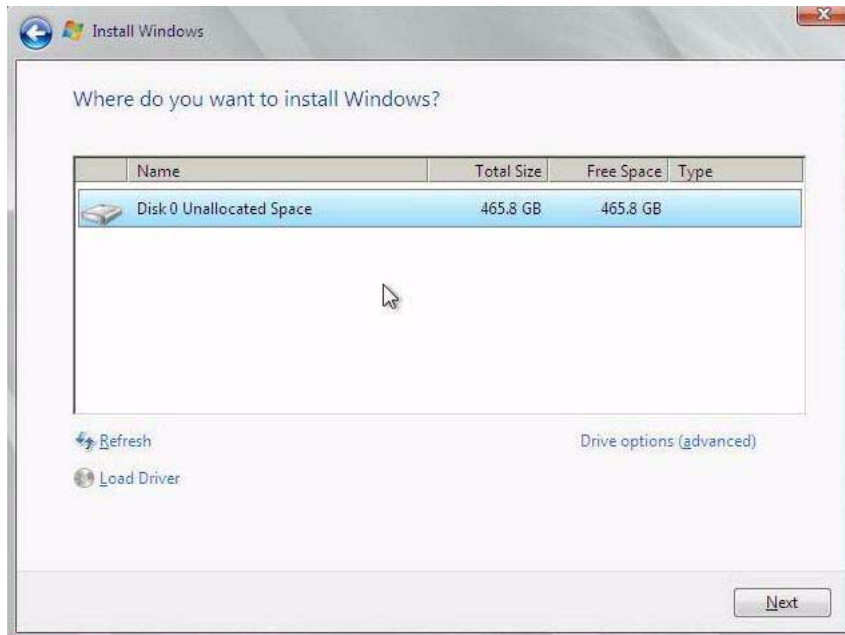 Install Windows
Where do you want to install Windows?
Name Total Size Free Space Type
Disk 0 Unallocated Space 465.8 GB 465.8 GB
Refresh Drive options (advanced)
Load Driver
Next